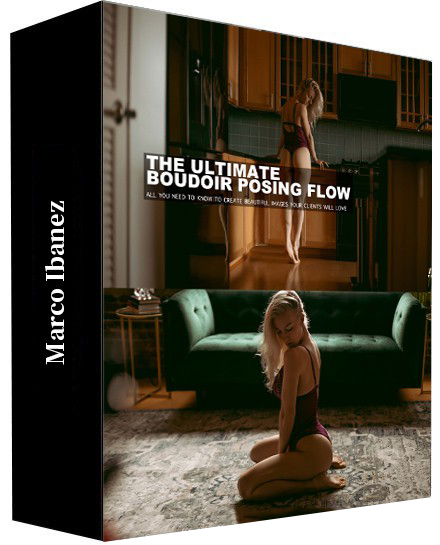 Marco Ibanez
THE ULTIMATE
BOUDOIR POSING FLOW
ALL YOU NEED TO KNOW TO CREATE BEAUTIFUL IMAGES YOUR CLIENTS WILL LOVE